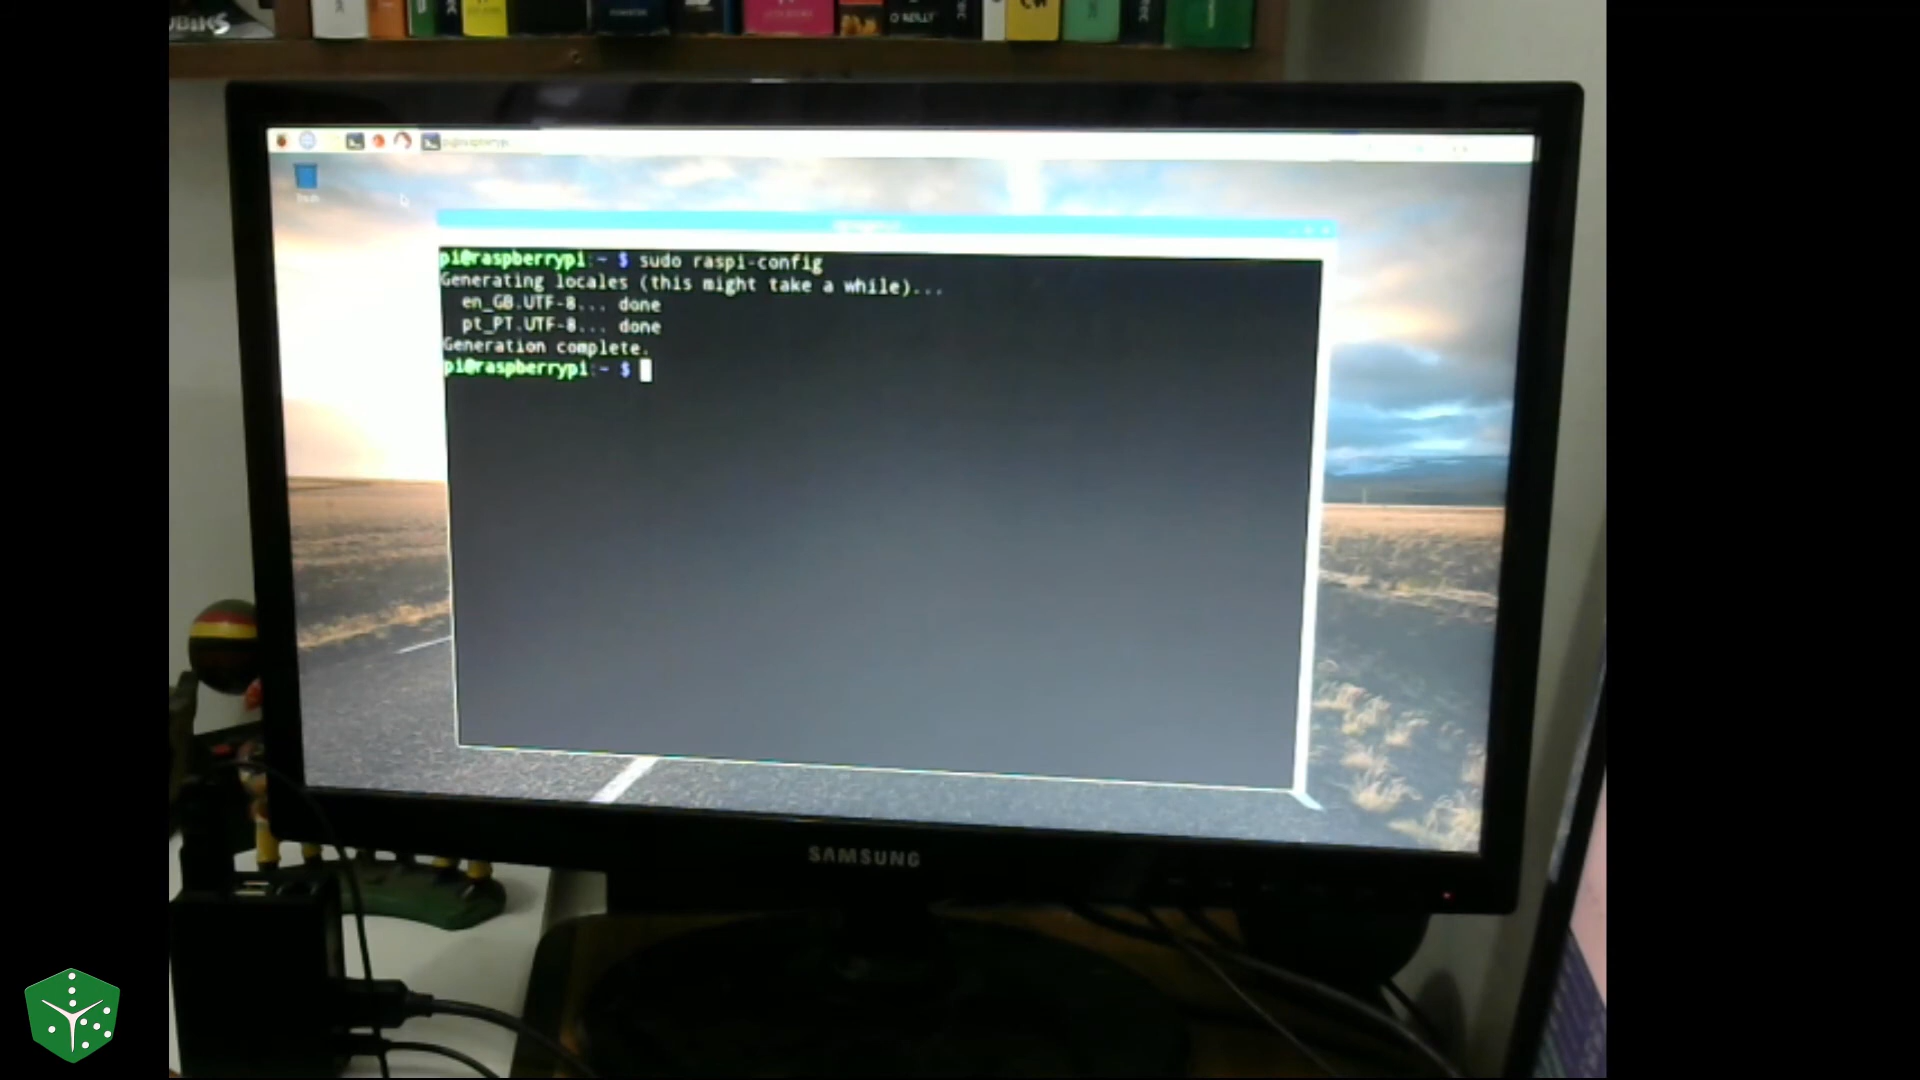 O'REILLY
pi@raspberrypi:~ $ sudo raspi-config
Generating locales (this might take a while)...
en_GB.UTF-8... done
pt_PT.UTF-8... done
Generation complete.
pi@raspberrypi:~ $
SAMSUNG